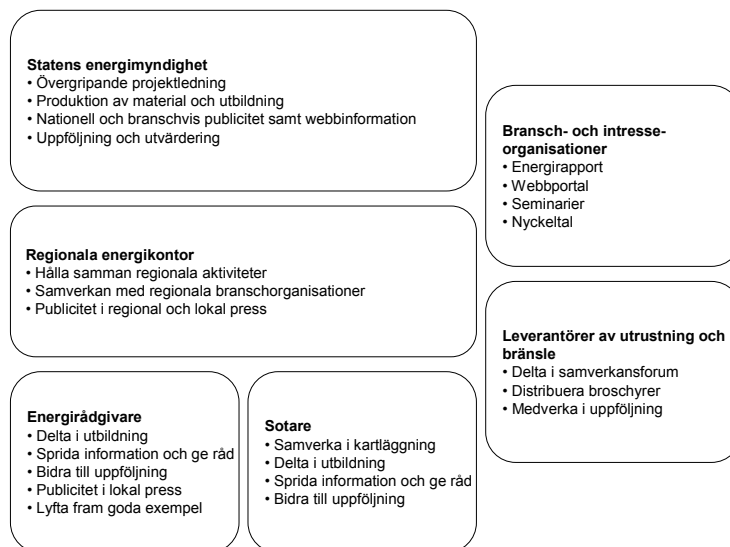 Statens energimyndighet
• Övergripande projektledning
• Produktion av material och utbildning
• Nationell och branschvis publicitet samt webbinformation
• Uppföljning och utvärdering
Bransch- och intresse-
organisationer
• Energirapport
• Webbportal
• Seminarier
• Nyckeltal
Regionala energikontor
• Hålla samman regionala aktiviteter
• Samverkan med regionala branschorganisationer
• Publicitet i regional och lokal press
Leverantörer av utrustning och
bränsle
• Delta i samverkansforum
• Distribuera broschyrer
• Medverka i uppföljning
Energirådgivare
• Delta i utbildning
• Sprida information och ge råd
• Bidra till uppföljning
• Publicitet i lokal press
• Lyfta fram goda exempel
Sotare
• Samverka i kartläggning
• Delta i utbildning
• Sprida information och ge råd
• Bidra till uppföljning